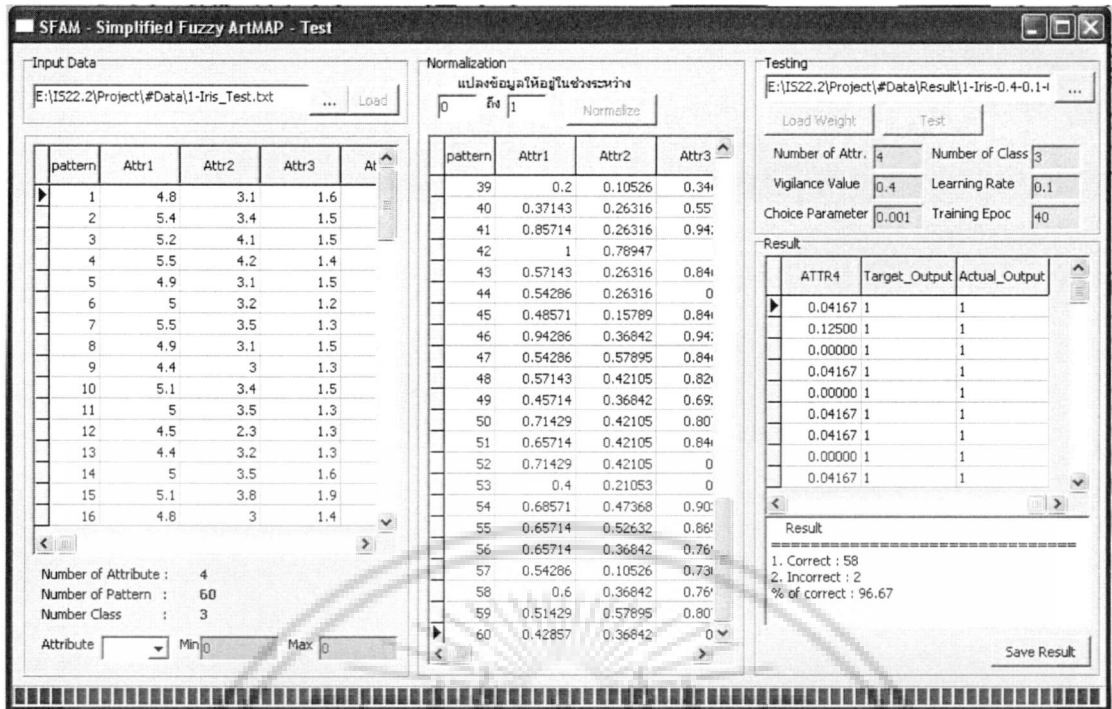 SFAM - Simplified Fuzzy ArtMAP - Test
Input Data
E:\IS22.2\Project\#Data\1-Iris_Test.txt ... Load
pattern Attr1 Attr2 Attr3
1 4.8 3.1 1.6
2 5.4 3.4 1.5
3 5.2 4.1 1.5
4 5.5 4.2 1.4
5 4.9 3.1 1.5
6 5 3.2 1.2
7 5.5 3.5 1.3
8 4.9 3.1 1.5
9 4.4 3 1.3
10 5.1 3.4 1.5
11 5 3.5 1.3
12 4.5 2.3 1.3
13 4.4 3.2 1.3
14 5 3.5 1.6
15 5.1 3.8 1.9
16 4.8 3 1.4
Number of Attribute : 4
Number of Pattern : 60
Number Class : 3
Attribute Min 0 Max 0
Normalization
แปลงข้อมูลให้อยู่ในช่วงระหว่าง
0 ถึง 1 Normalize
pattern Attr1 Attr2 Attr3
39 0.2 0.10526
40 0.37143 0.26316
41 0.85714 0.26316
42 1 0.78947
43 0.57143 0.26316
44 0.54286 0.26316
45 0.48571 0.15789
46 0.94286 0.36842
47 0.54286 0.57895
48 0.57143 0.42105
49 0.45714 0.36842
50 0.71429 0.42105
51 0.65714 0.42105
52 0.71429 0.42105
53 0.4 0.21053
54 0.68571 0.47368
55 0.65714 0.52632
56 0.65714 0.36842
57 0.54286 0.10526
58 0.6 0.36842
59 0.51429 0.57895
60 0.42857 0.36842
Testing
E:\IS22.2\Project\#Data\Result\1-Iris-0.4-0.1- ...
Load Weight Test
Number of Attr. 4 Number of Class 3
Vigilance Value 0.4 Learning Rate 0.1
Choice Parameter 0.001 Training Epoc 40
Result
ATTR4 Target_Output Actual_Output
0.04167 1 1
0.12500 1 1
0.00000 1 1
0.04167 1 1
0.00000 1 1
0.04167 1 1
0.04167 1 1
0.00000 1 1
0.04167 1 1
Result
================================
1. Correct : 58
2. Incorrect : 2
% of correct : 96.67
Save Result